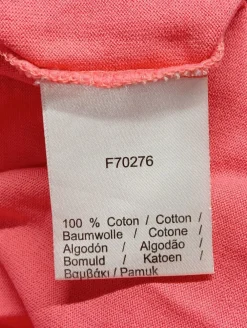 F70276
100 % Coton / Cotton /
Baumwolle / Cotone /
Algodón / Algodão /
Bomuld / Katoen /
Βαμβάκι / Pamuk